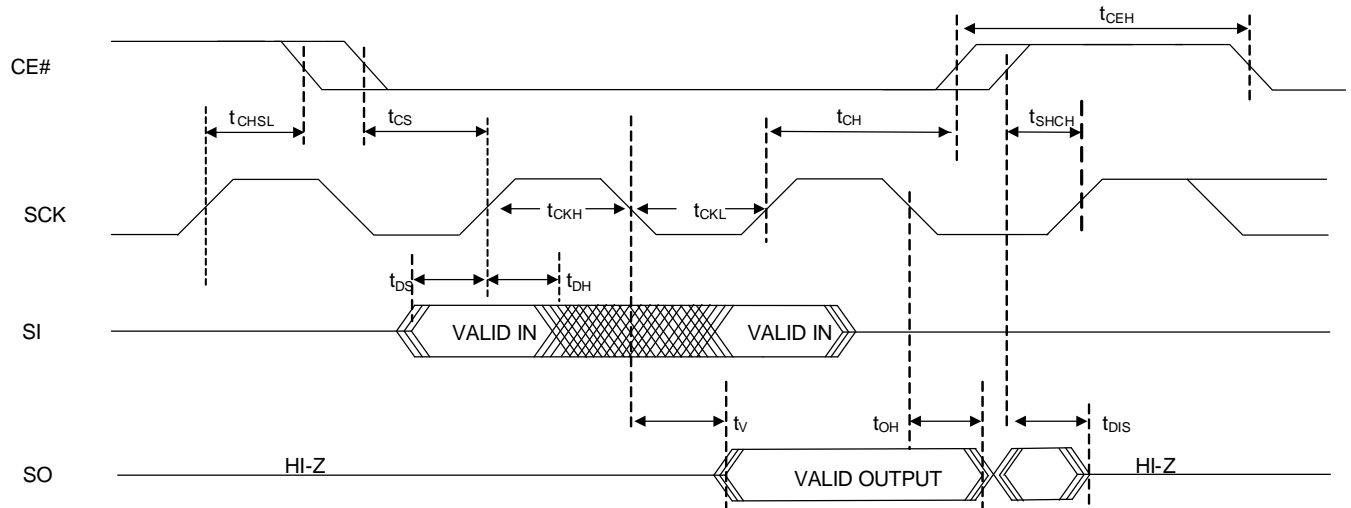 tCEH
CE#
tCHSL
tCS
tCH
tSHCH
SCK
tCKH
tCKL
tDS
tDH
SI
VALID IN
VALID IN
tV
tOH
tDIS
SO
HI-Z
VALID OUTPUT
HI-Z